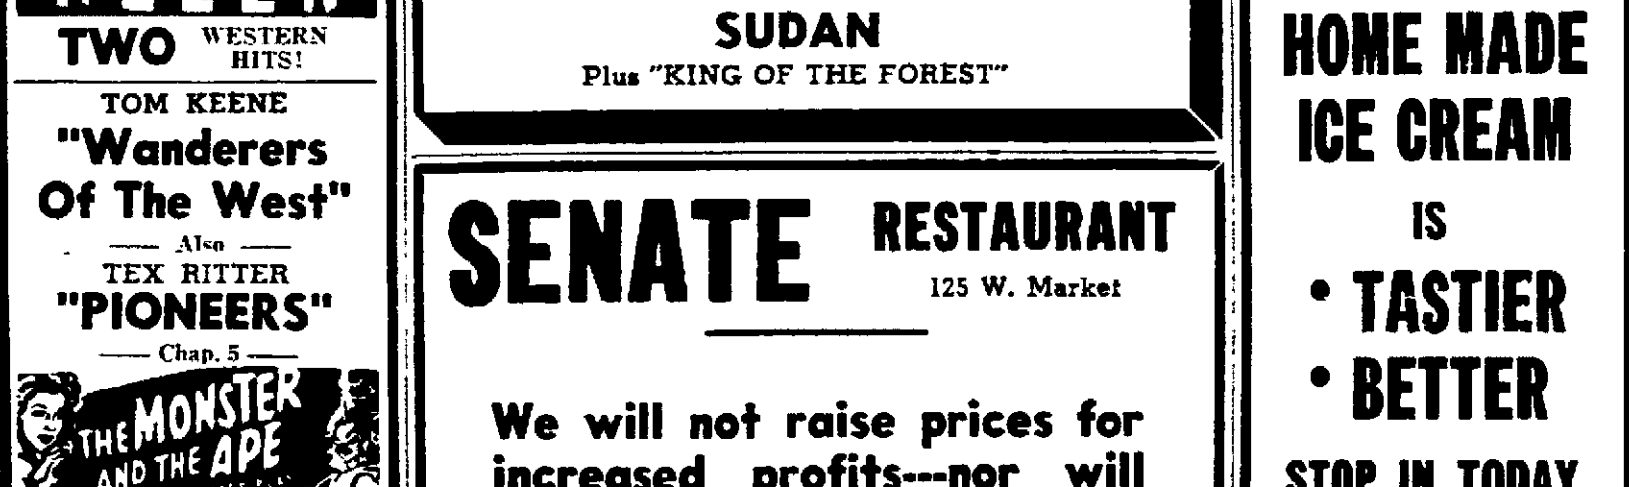 TWO WESTERN
HITS!
TOM KEENE
"Wanderers
Of The West"
Also
TEX RITTER
"PIONEERS"
Chap. 5
THE MONSTER
AND THE APE
SUDAN
Plus "KING OF THE FOREST"
SENATE RESTAURANT
125 W. Market
We will not raise prices for
increased profits---nor will
HOME MADE
ICE CREAM
IS
• TASTIER
• BETTER
STOP IN TODAY